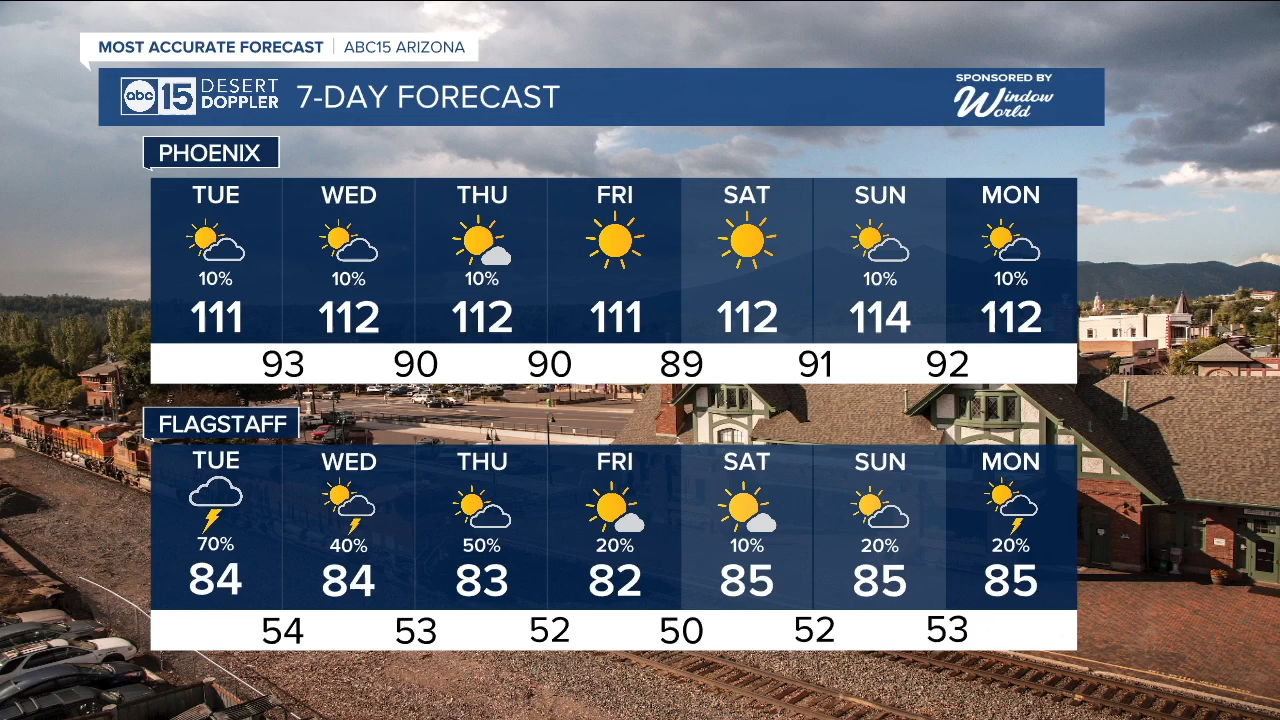 MOST ACCURATE FORECAST | ABC15 ARIZONA
abc 15 DESERT DOPPLER 7-DAY FORECAST
SPONSORED BY
Window World
PHOENIX
TUE WED THU FRI SAT SUN MON
10% 10% 10% 10% 10%
111 112 112 111 112 114 112
93 90 90 89 91 92
FLAGSTAFF
TUE WED THU FRI SAT SUN MON
70% 40% 50% 20% 10% 20% 20%
84 84 83 82 85 85 85
54 53 52 50 52 53